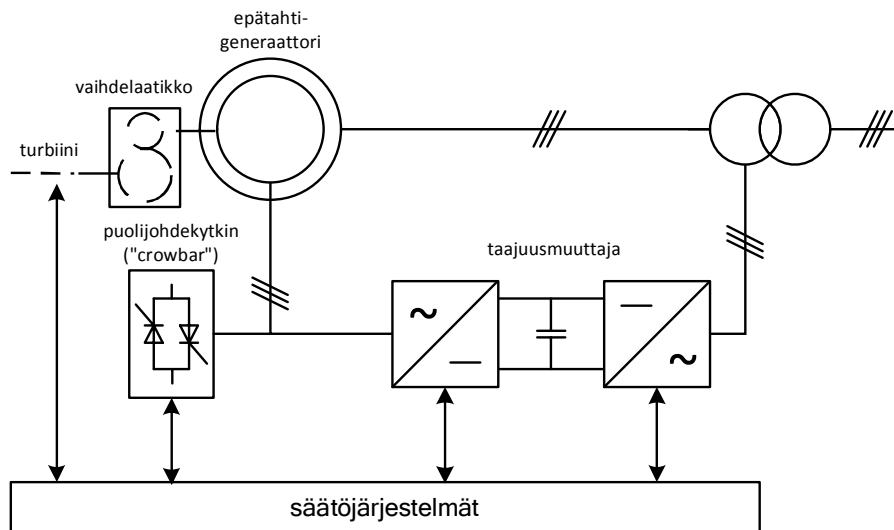 epätahti-
generaattori
vaihdelaatikko
turbiini
puolijohdekytkin
("crowbar")
taajuusmuuttaja
säätöjärjestelmät